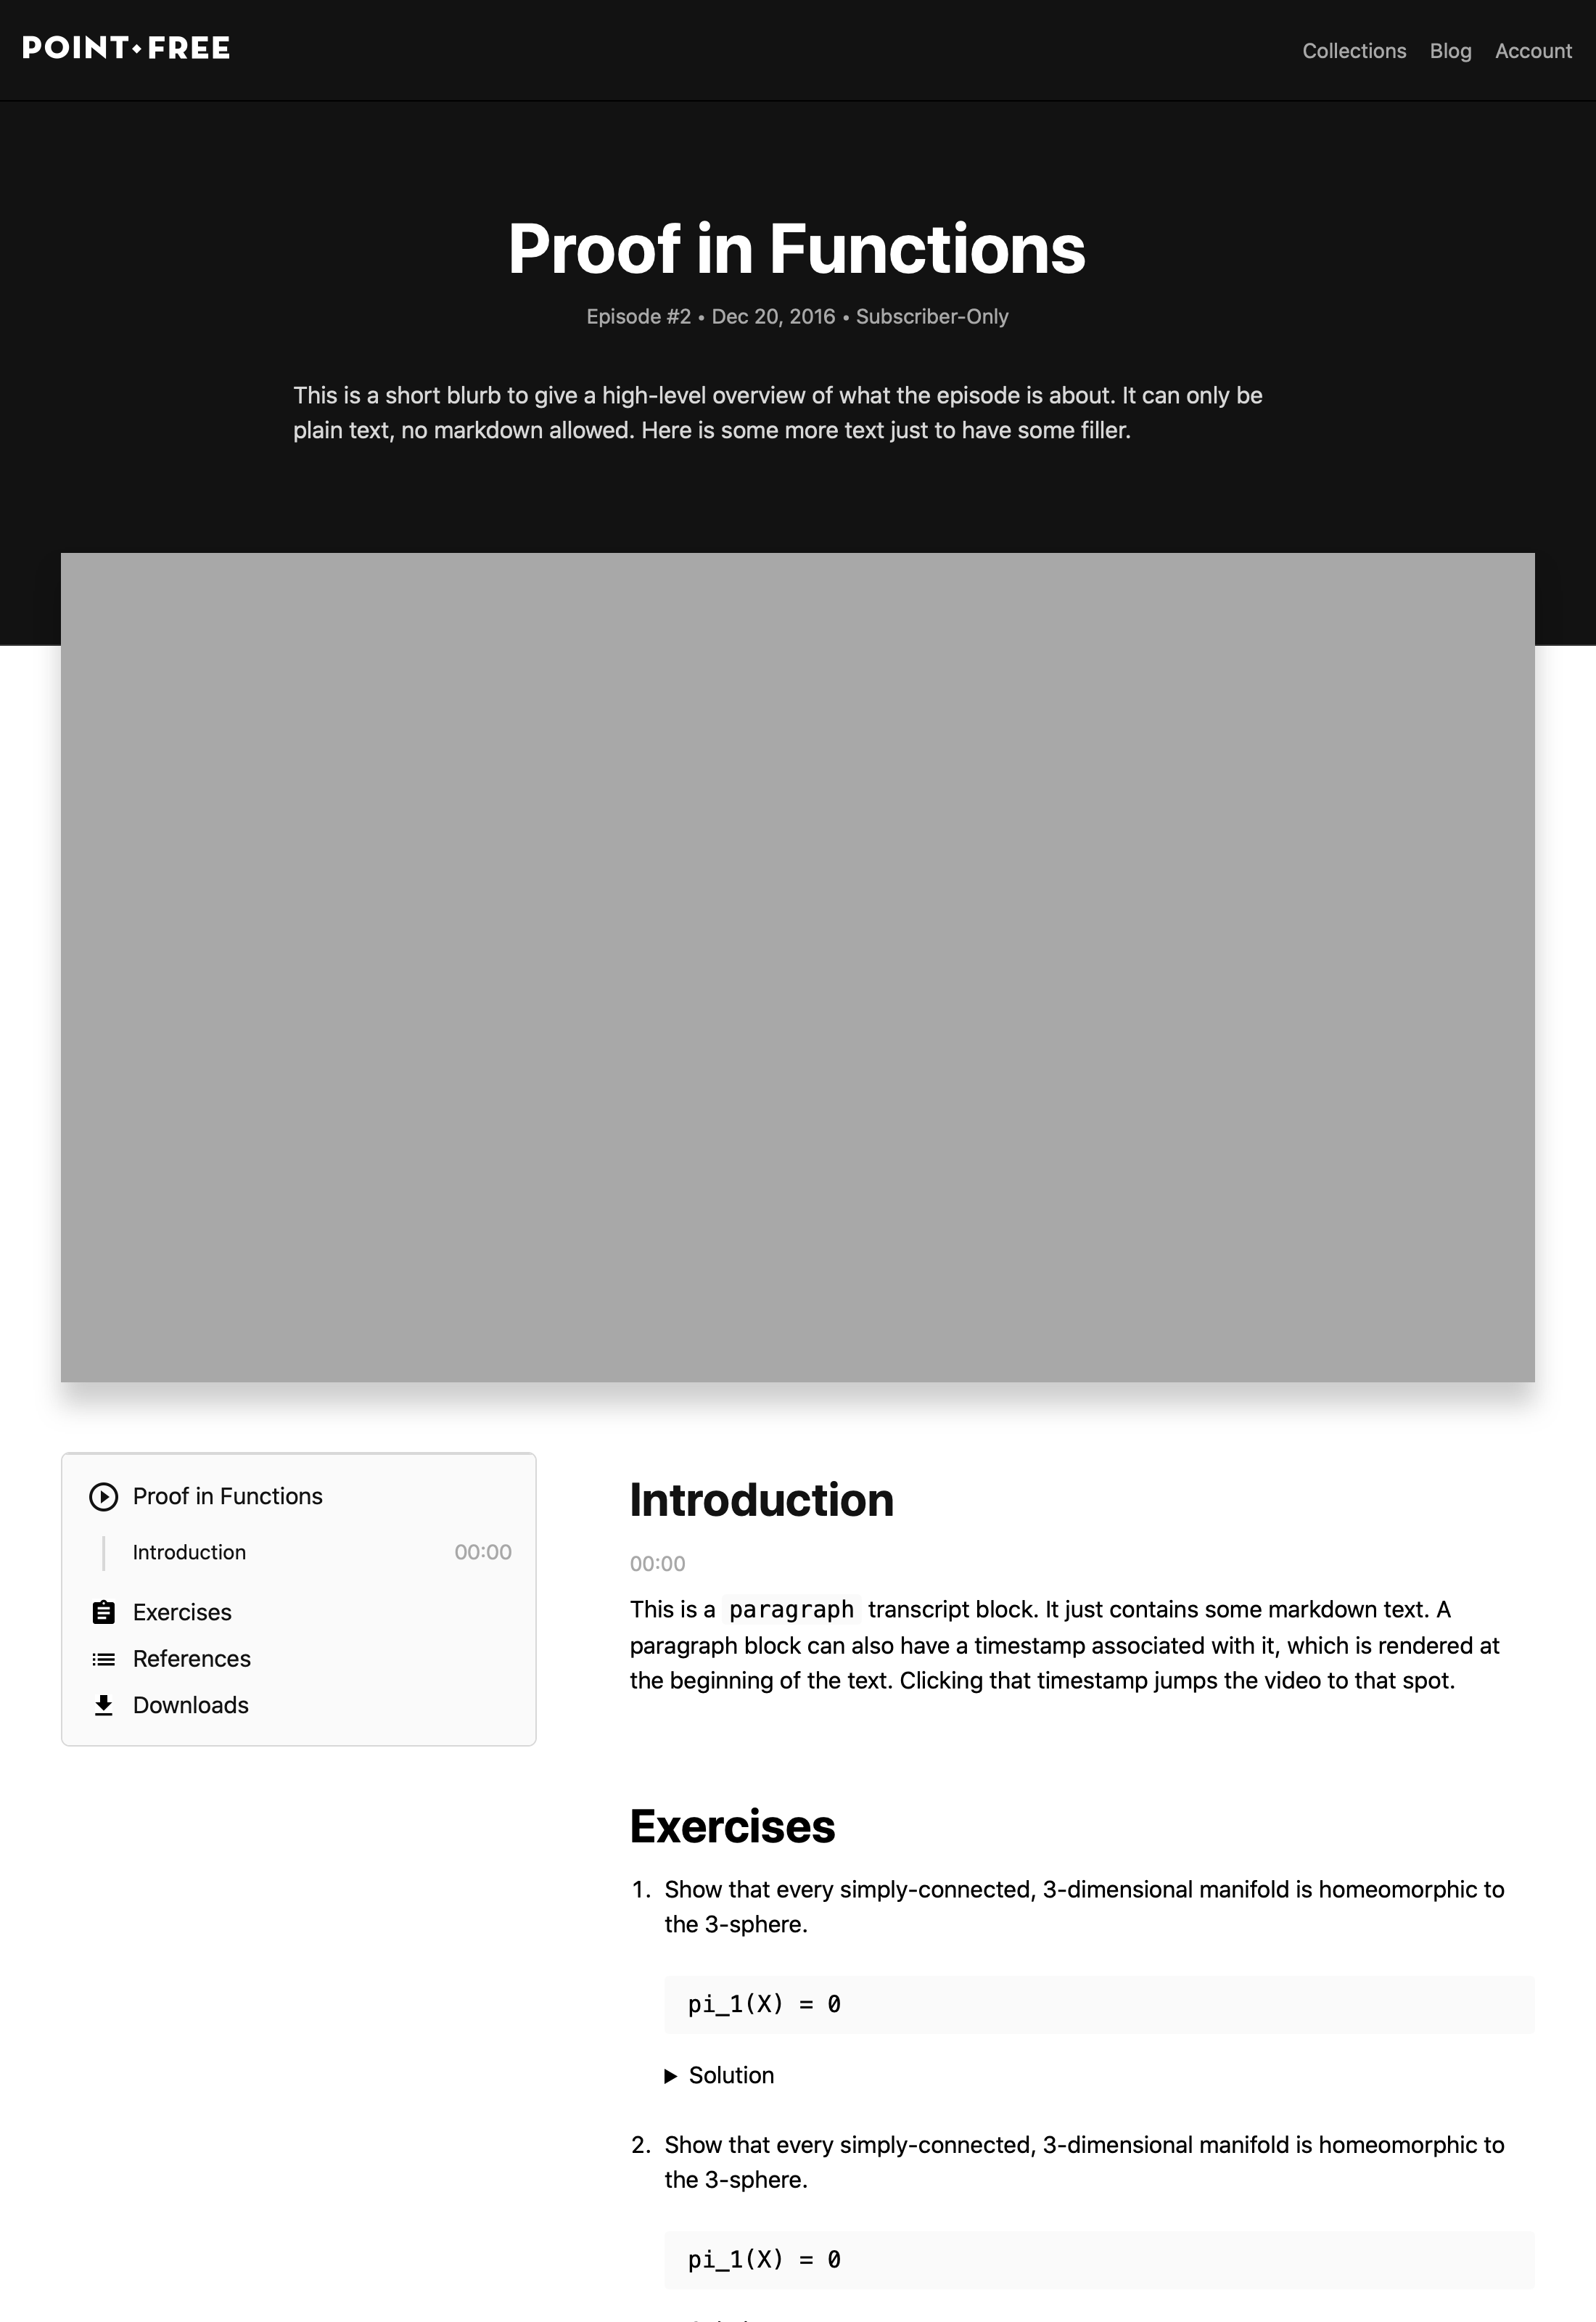 POINT⬥FREE
Collections Blog Account
Proof in Functions
Episode #2 • Dec 20, 2016 • Subscriber-Only
This is a short blurb to give a high-level overview of what the episode is about. It can only be
plain text, no markdown allowed. Here is some more text just to have some filler.
Proof in Functions
Introduction 00:00
Exercises
References
Downloads
Introduction
00:00
This is a paragraph transcript block. It just contains some markdown text. A
paragraph block can also have a timestamp associated with it, which is rendered at
the beginning of the text. Clicking that timestamp jumps the video to that spot.
Exercises
1. Show that every simply-connected, 3-dimensional manifold is homeomorphic to
the 3-sphere.
pi_1(X) = 0
▶ Solution
2. Show that every simply-connected, 3-dimensional manifold is homeomorphic to
the 3-sphere.
pi_1(X) = 0